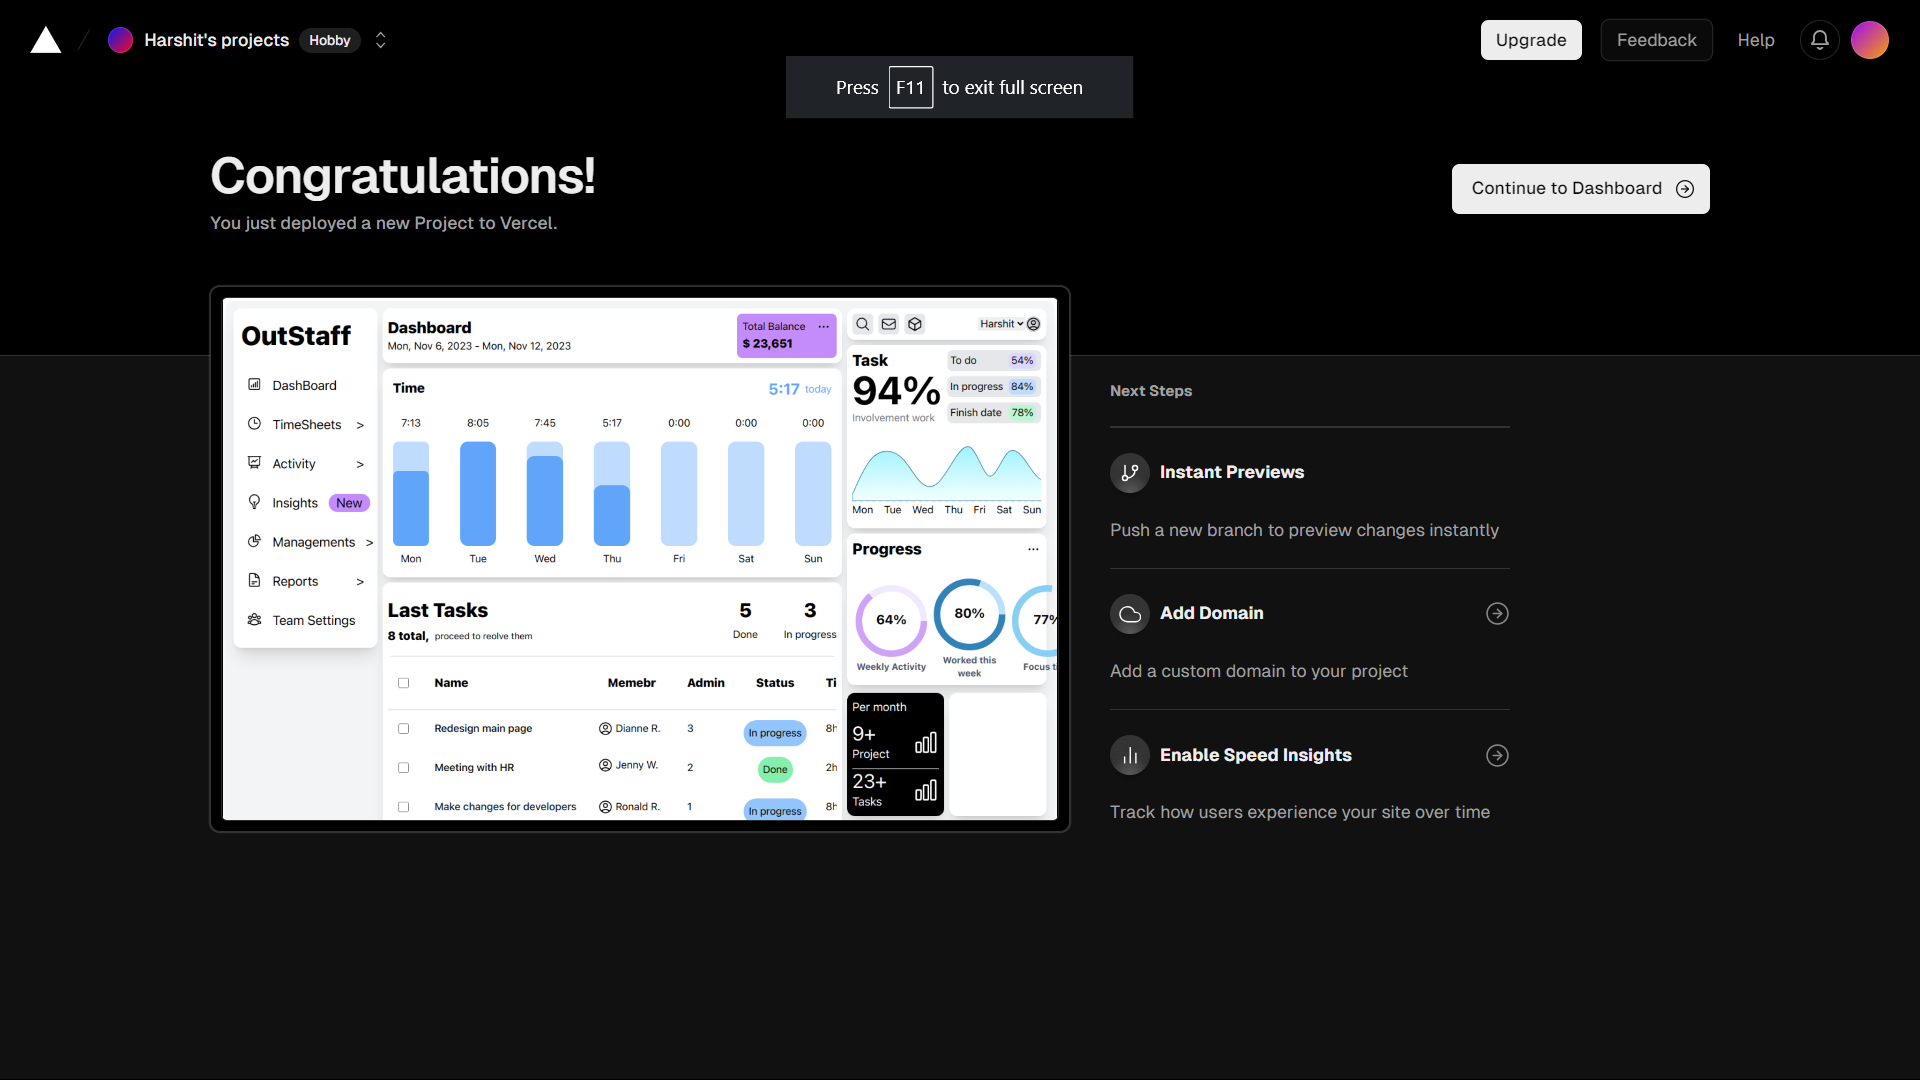 Harshit's projects Hobby
Upgrade Feedback Help
Press F11 to exit full screen
Congratulations!
You just deployed a new Project to Vercel.
Continue to Dashboard
OutStaff
DashBoard
TimeSheets >
Activity >
Insights New
Managements >
Reports >
Team Settings
Dashboard
Mon, Nov 6, 2023 - Mon, Nov 12, 2023
Total Balance ...
$ 23,651
Time
5:17 today
7:13 8:05 7:45 5:17 0:00 0:00 0:00
Mon Tue Wed Thu Fri Sat Sun
Last Tasks
8 total, proceed to reolve them
5 3
Done In progress
Name Memebr Admin Status Ti
Redesign main page Dianne R. 3 In progress 8h
Meeting with HR Jenny W. 2 Done 2h
Make changes for developers Ronald R. 1 In progress 8h
Harshit
Task
94%
Involvement work
To do 54%
In progress 84%
Finish date 78%
Mon Tue Wed Thu Fri Sat Sun
Progress ...
64% 80% 77%
Weekly Activity Worked this week Focus ti
Per month
9+
Project
23+
Tasks
Next Steps
Instant Previews
Push a new branch to preview changes instantly
Add Domain
Add a custom domain to your project
Enable Speed Insights
Track how users experience your site over time